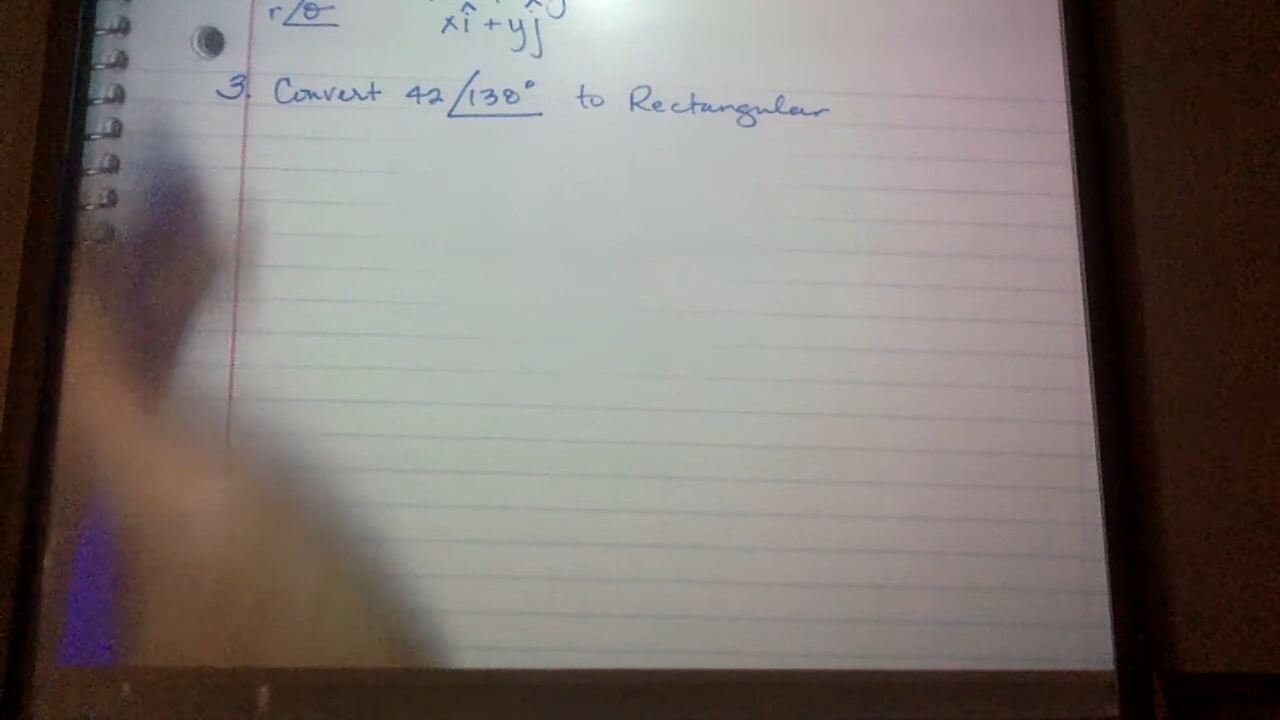 r∠θ xî + yĵ
3. Convert 42∠138° to Rectangular